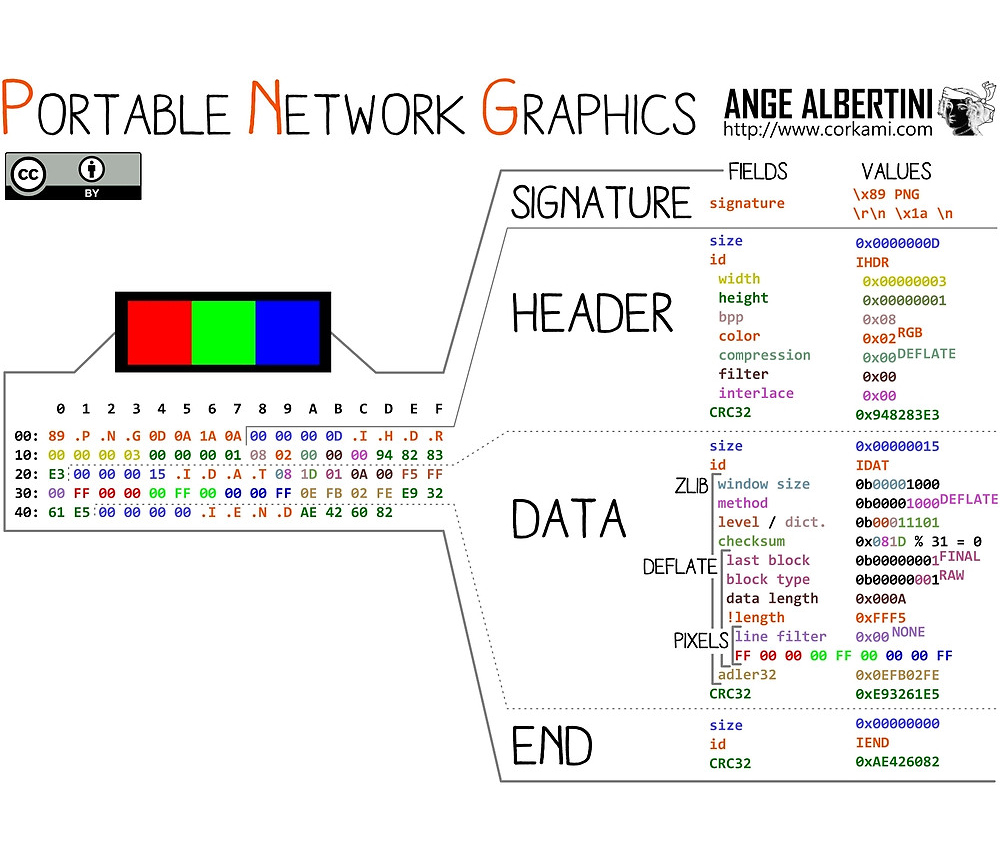 PORTABLE NETWORK GRAPHICS
ANGE ALBERTINI
http://www.corkami.com
cc
BY
FIELDS VALUES
SIGNATURE
signature \x89 PNG
\r\n \x1a \n
HEADER
size 0x0000000D
id IHDR
width 0x00000003
height 0x00000001
bpp 0x08
color 0x02 RGB
compression 0x00 DEFLATE
filter 0x00
interlace 0x00
CRC32 0x948283E3
0 1 2 3 4 5 6 7 8 9 A B C D E F
00: 89 .P .N .G 0D 0A 1A 0A 00 00 00 0D .I .H .D .R
10: 00 00 00 03 00 00 00 01 08 02 00 00 00 94 82 83
20: E3 00 00 00 15 .I .D .A .T 08 1D 01 0A 00 F5 FF
30: 00 FF 00 00 00 FF 00 00 00 FF 0E FB 02 FE E9 32
40: 61 E5 00 00 00 00 .I .E .N .D AE 42 60 82
DATA
size 0x00000015
id IDAT
ZLIB
window size 0b00001000
method 0b00001000 DEFLATE
level / dict. 0b00011101
checksum 0x081D % 31 = 0
DEFLATE
last block 0b00000001 FINAL
block type 0b00000001 RAW
data length 0x000A
!length 0xFFF5
PIXELS
line filter 0x00 NONE
FF 00 00 00 FF 00 00 00 FF
adler32 0x0EFB02FE
CRC32 0xE93261E5
END
size 0x00000000
id IEND
CRC32 0xAE426082